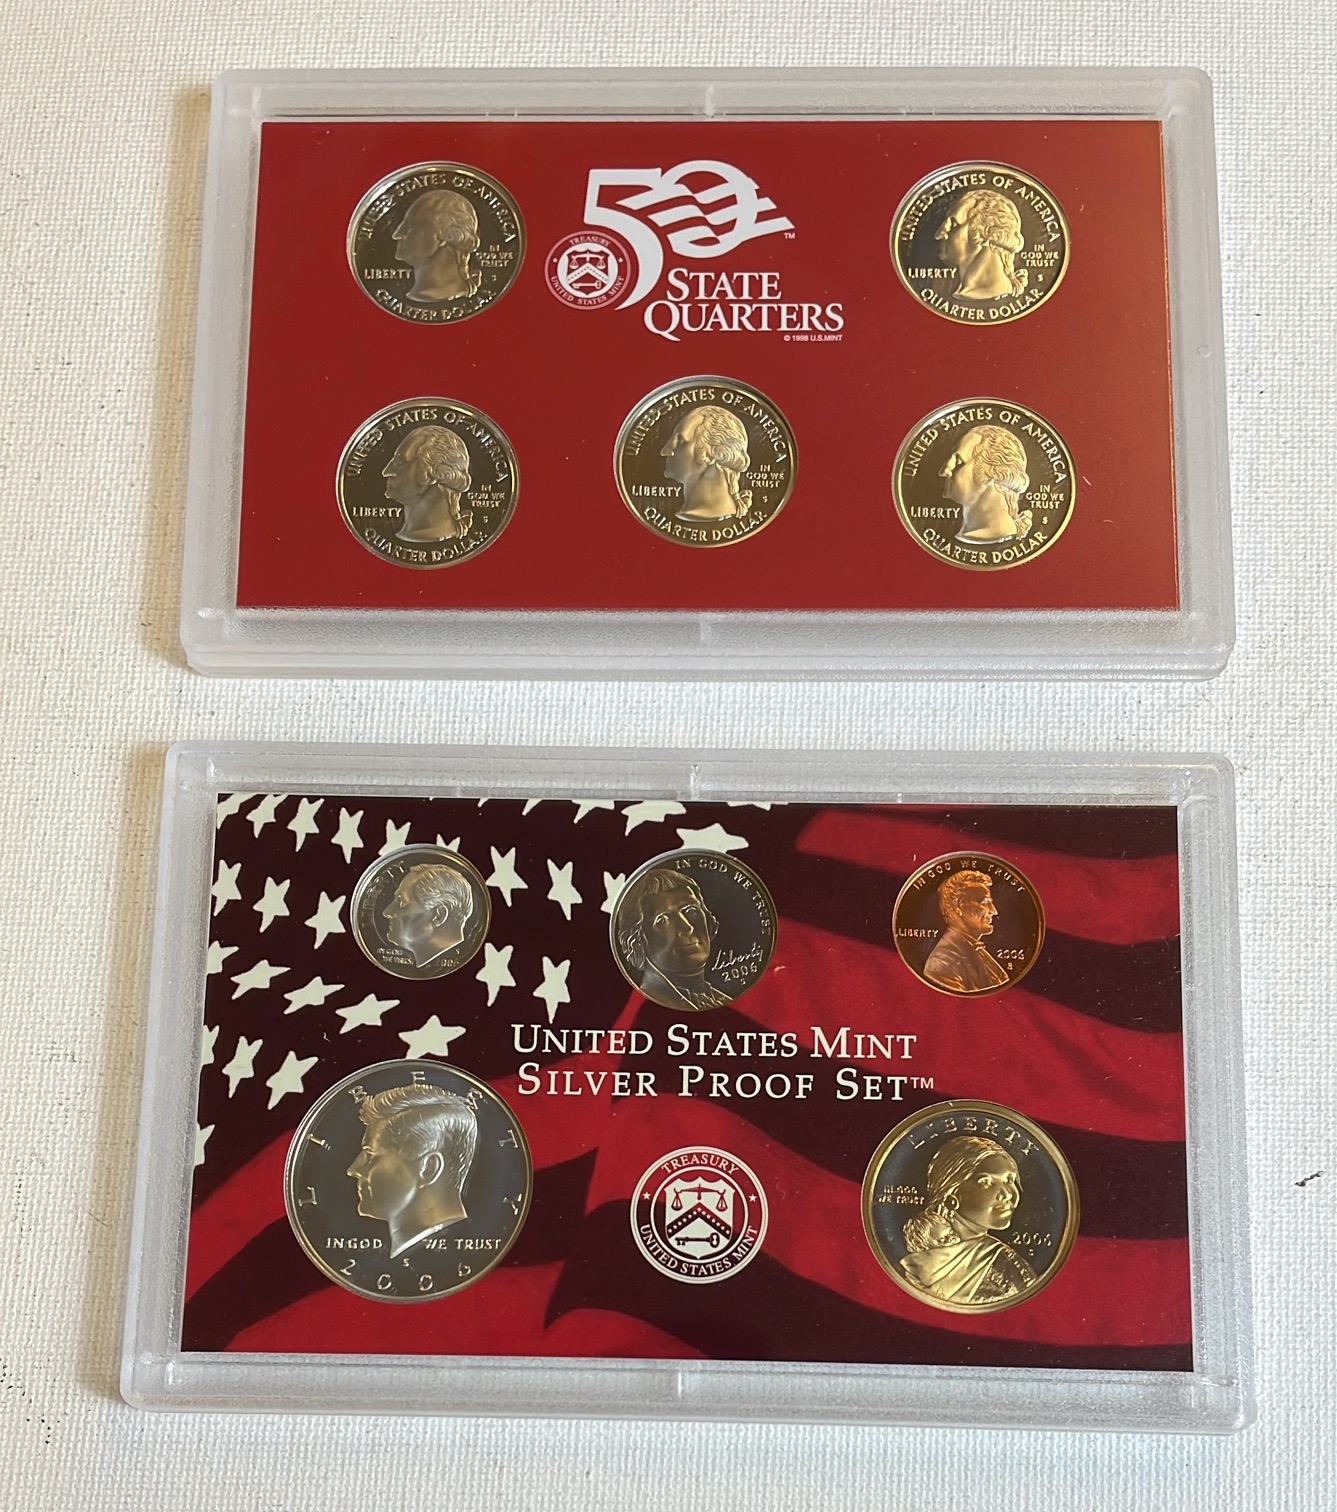 UNITED STATES OF AMERICA
LIBERTY
IN
GOD WE
TRUST
S
QUARTER DOLLAR
50
TM
TREASURY
UNITED STATES MINT
STATE
QUARTERS
© 1998 U.S.MINT
UNITED STATES OF AMERICA
LIBERTY
IN
GOD WE
TRUST
S
QUARTER DOLLAR
UNITED STATES OF AMERICA
LIBERTY
IN
GOD WE
TRUST
S
QUARTER DOLLAR
UNITED STATES OF AMERICA
LIBERTY
IN
GOD WE
TRUST
S
QUARTER DOLLAR
UNITED STATES OF AMERICA
LIBERTY
IN
GOD WE
TRUST
S
QUARTER DOLLAR
LIBERTY
IN GOD
WE TRUST
2006
IN GOD WE TRUST
Liberty
2006
S
IN GOD WE TRUST
LIBERTY
2006
S
UNITED STATES MINT
SILVER PROOF SET™
LIBERTY
IN GOD WE TRUST
S
2006
TREASURY
UNITED STATES MINT
LIBERTY
IN GOD
WE TRUST
2006
S